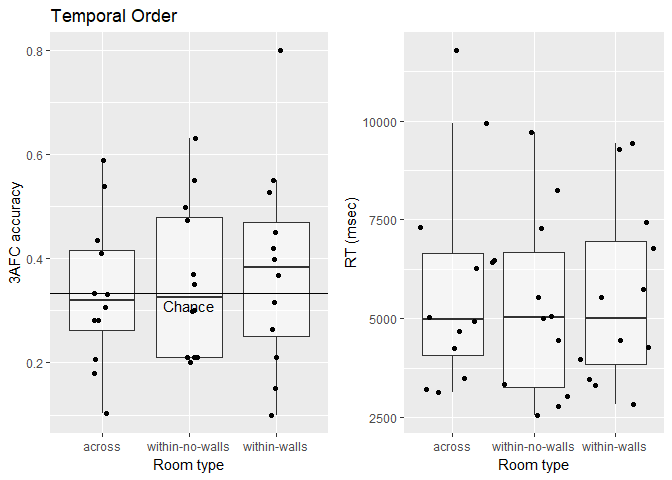 Temporal Order
3AFC accuracy
0.8
0.6
0.4
0.2
Chance
across within-no-walls within-walls
Room type
RT (msec)
10000
7500
5000
2500
across within-no-walls within-walls
Room type